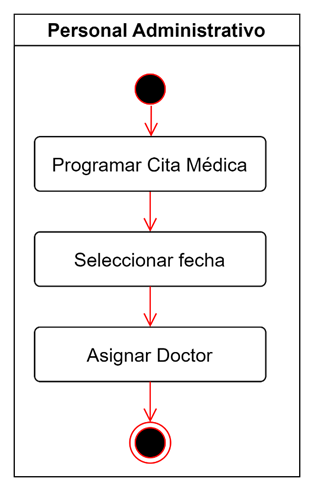 Personal Administrativo
Programar Cita Médica
Seleccionar fecha
Asignar Doctor